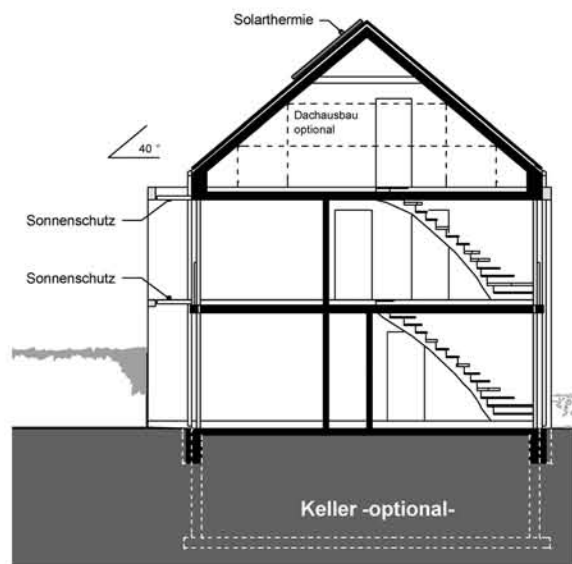 Solarthermie
Dachausbau
optional
40 °
Sonnenschutz
Sonnenschutz
Keller -optional-